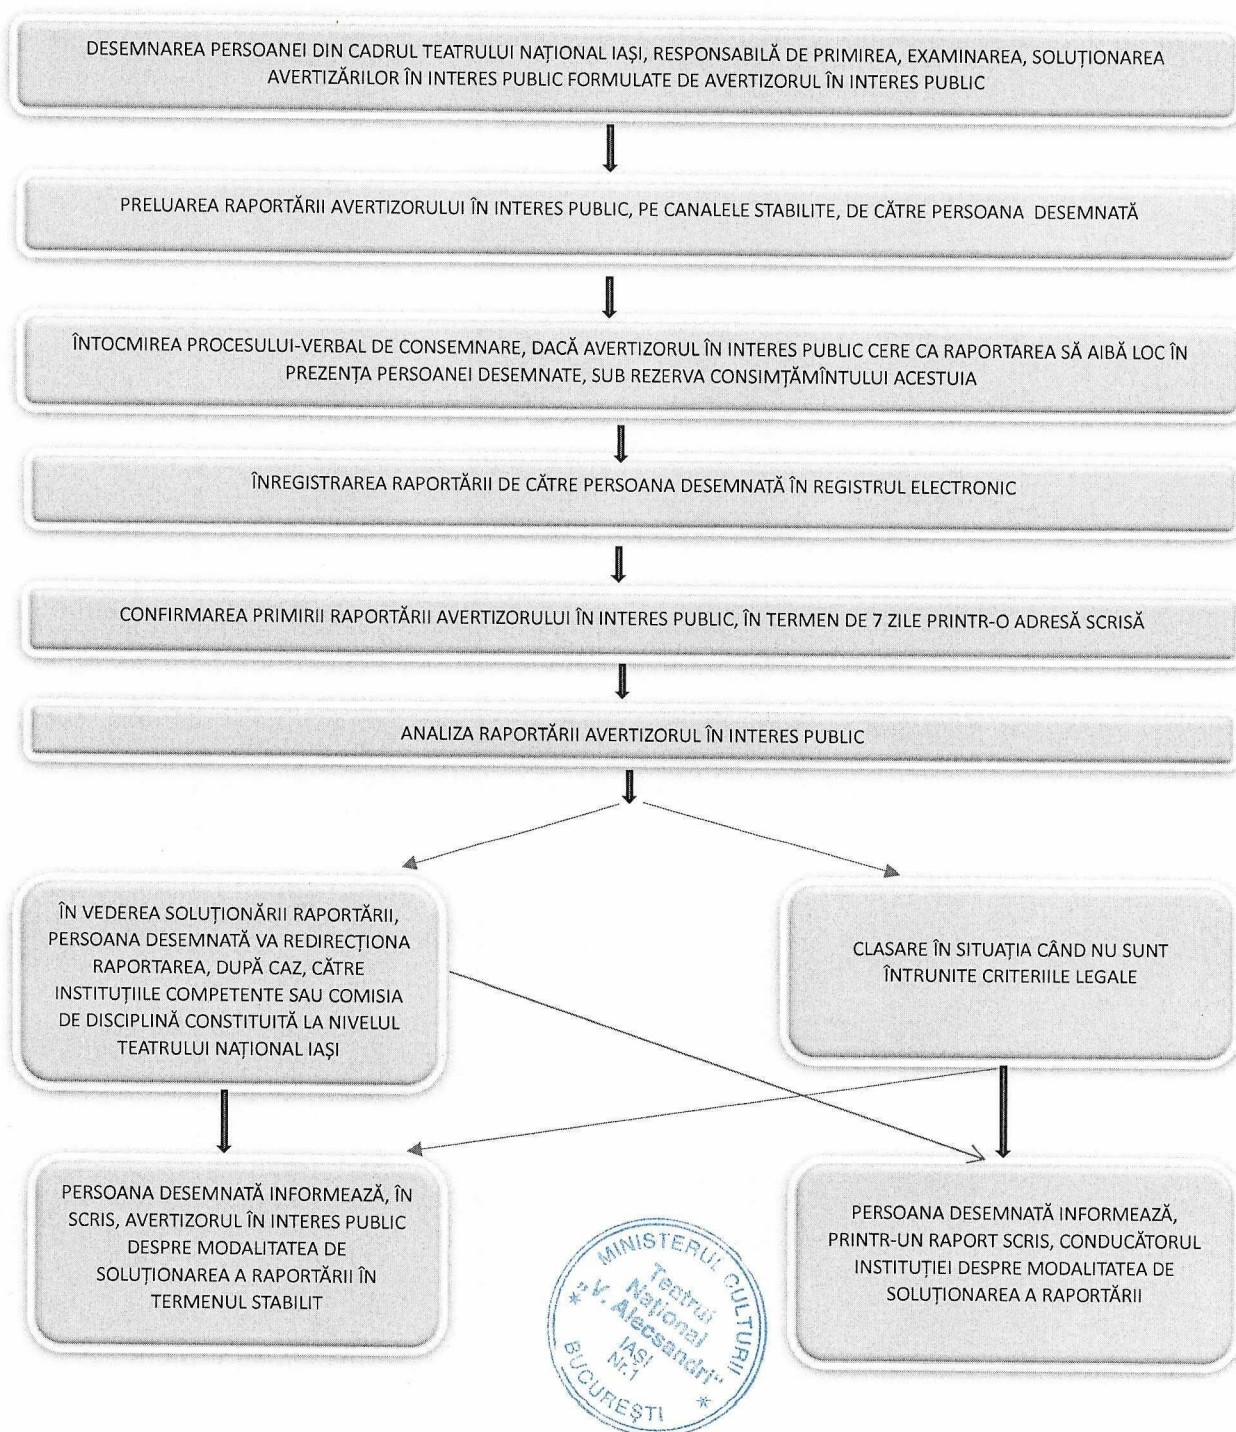 DESEMNAREA PERSOANEI DIN CADRUL TEATRULUI NAȚIONAL IAȘI, RESPONSABILĂ DE PRIMIREA, EXAMINAREA, SOLUȚIONAREA
AVERTIZĂRILOR ÎN INTERES PUBLIC FORMULATE DE AVERTIZORUL ÎN INTERES PUBLIC
PRELUAREA RAPORTĂRII AVERTIZORULUI ÎN INTERES PUBLIC, PE CANALELE STABILITE, DE CĂTRE PERSOANA DESEMNATĂ
ÎNTOCMIREA PROCESULUI-VERBAL DE CONSEMNARE, DACĂ AVERTIZORUL ÎN INTERES PUBLIC CERE CA RAPORTAREA SĂ AIBĂ LOC ÎN
PREZENȚA PERSOANEI DESEMNATE, SUB REZERVA CONSIMȚĂMÎNTULUI ACESTUIA
ÎNREGISTRAREA RAPORTĂRII DE CĂTRE PERSOANA DESEMNATĂ ÎN REGISTRUL ELECTRONIC
CONFIRMAREA PRIMIRII RAPORTĂRII AVERTIZORULUI ÎN INTERES PUBLIC, ÎN TERMEN DE 7 ZILE PRINTR-O ADRESĂ SCRISĂ
ANALIZA RAPORTĂRII AVERTIZORUL ÎN INTERES PUBLIC
ÎN VEDEREA SOLUȚIONĂRII RAPORTĂRII,
PERSOANA DESEMNATĂ VA REDIRECȚIONA
RAPORTAREA, DUPĂ CAZ, CĂTRE
INSTITUȚIILE COMPETENTE SAU COMISIA
DE DISCIPLINĂ CONSTITUITĂ LA NIVELUL
TEATRULUI NAȚIONAL IAȘI
CLASARE ÎN SITUAȚIA CÂND NU SUNT
ÎNTRUNITE CRITERIILE LEGALE
PERSOANA DESEMNATĂ INFORMEAZĂ, ÎN
SCRIS, AVERTIZORUL ÎN INTERES PUBLIC
DESPRE MODALITATEA DE
SOLUȚIONAREA A RAPORTĂRII ÎN
TERMENUL STABILIT
PERSOANA DESEMNATĂ INFORMEAZĂ,
PRINTR-UN RAPORT SCRIS, CONDUCĂTORUL
INSTITUȚIEI DESPRE MODALITATEA DE
SOLUȚIONAREA A RAPORTĂRII
MINISTERUL CULTURII
Teatrul
Național
"V. Alecsandri"
IAȘI
Nr.1
BUCUREȘTI